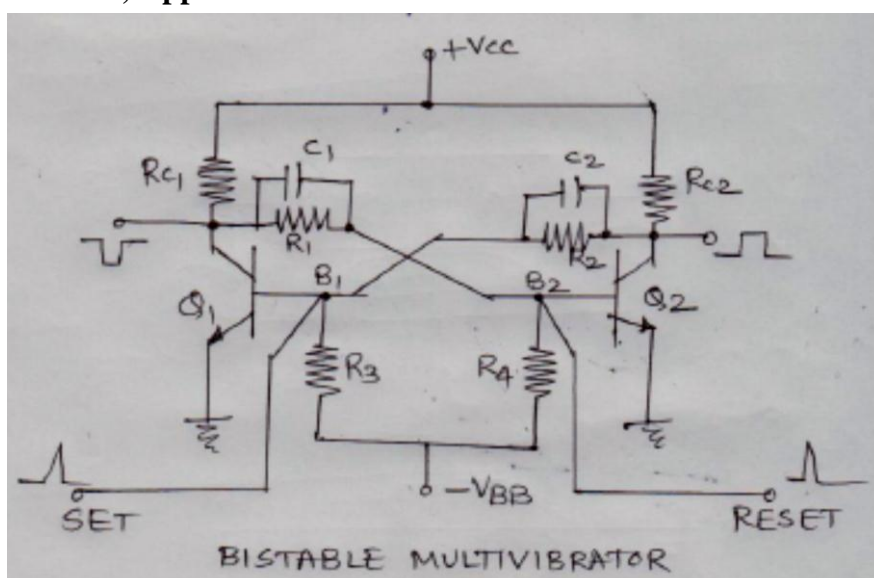 +Vcc
Rc1 C1 C2 Rc2
R1 R2
Q1 B1 B2 Q2
R3 R4
-VBB
SET RESET
BISTABLE MULTIVIBRATOR